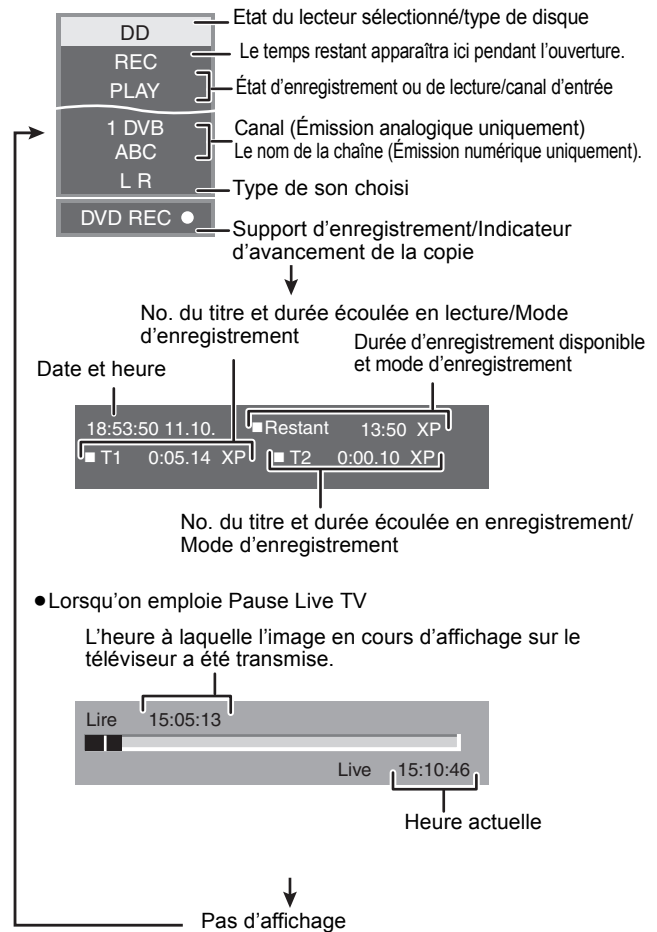 DD
Etat du lecteur sélectionné/type de disque
REC
Le temps restant apparaîtra ici pendant l'ouverture.
PLAY
État d'enregistrement ou de lecture/canal d'entrée
1 DVB
Canal (Émission analogique uniquement)
ABC
Le nom de la chaîne (Émission numérique uniquement).
L R
Type de son choisi
DVD REC ●
Support d'enregistrement/Indicateur
d'avancement de la copie
No. du titre et durée écoulée en lecture/Mode
d'enregistrement
Durée d'enregistrement disponible
et mode d'enregistrement
Date et heure
18:53:50 11.10.
■Restant 13:50 XP
■ T1 0:05.14 XP
■ T2 0:00.10 XP
No. du titre et durée écoulée en enregistrement/
Mode d'enregistrement
●Lorsqu'on emploie Pause Live TV
L'heure à laquelle l'image en cours d'affichage sur le
téléviseur a été transmise.
Lire 15:05:13
Live 15:10:46
Heure actuelle
Pas d'affichage